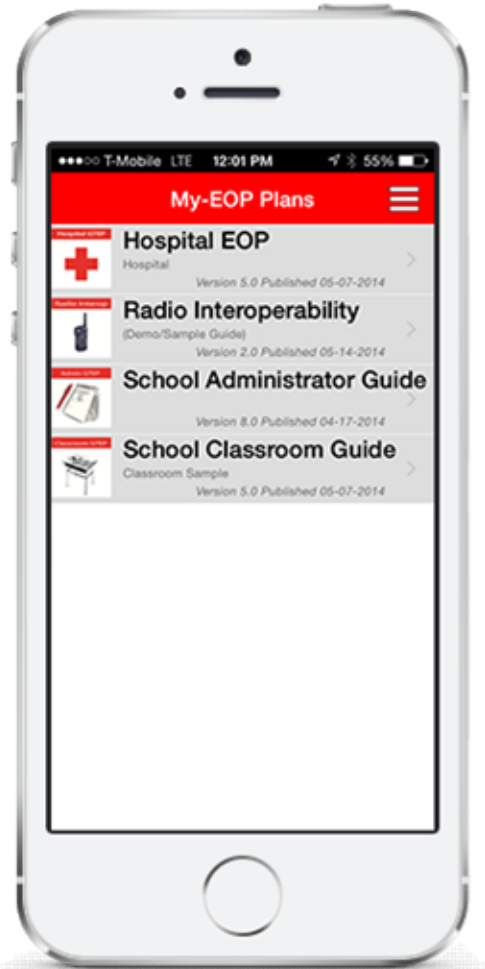 T-Mobile LTE 12:01 PM 55%
My-EOP Plans
Hospital EOP
Hospital
Version 5.0 Published 05-07-2014
Radio Interop
Radio Interoperability
(Demo/Sample Guide)
Version 2.0 Published 05-14-2014
School Administrator Guide
Version 8.0 Published 04-17-2014
School Classroom Guide
Classroom Sample
Version 5.0 Published 05-07-2014